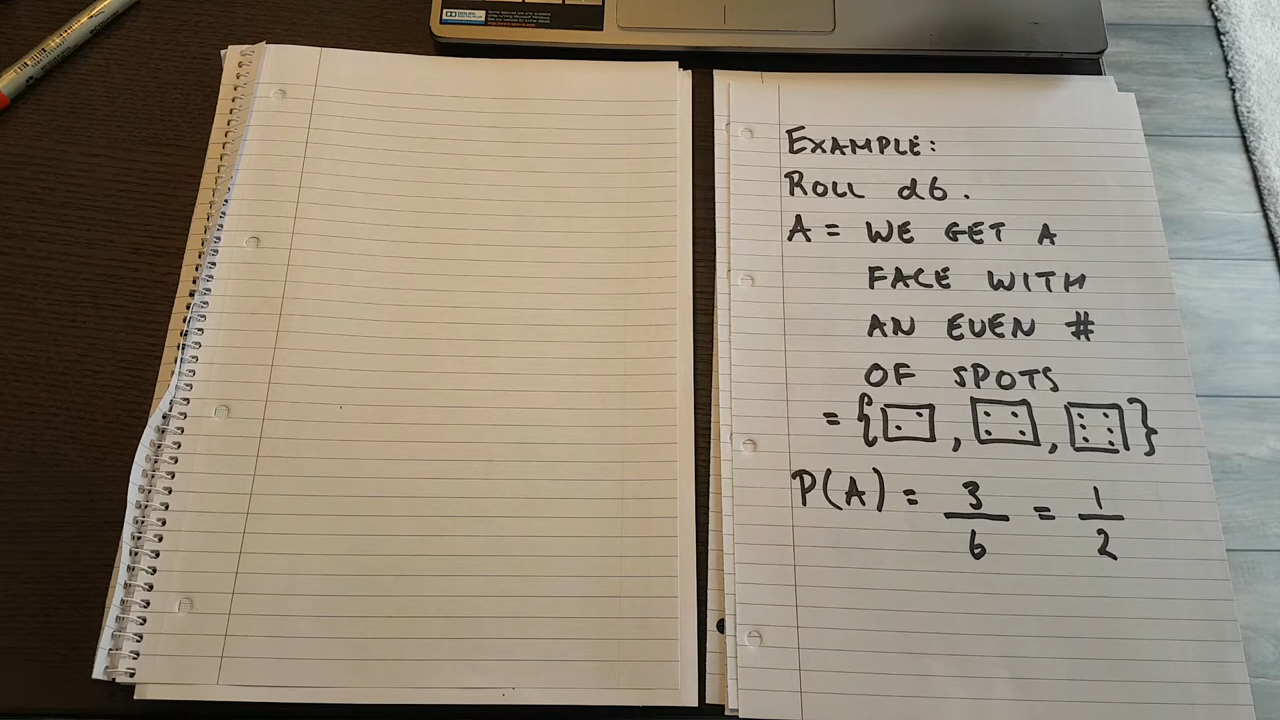 EXAMPLE:
ROLL d6.
A = WE GET A
FACE WITH
AN EVEN #
OF SPOTS
= {⚁, ⚃, ⚅}
P(A) = 3/6 = 1/2